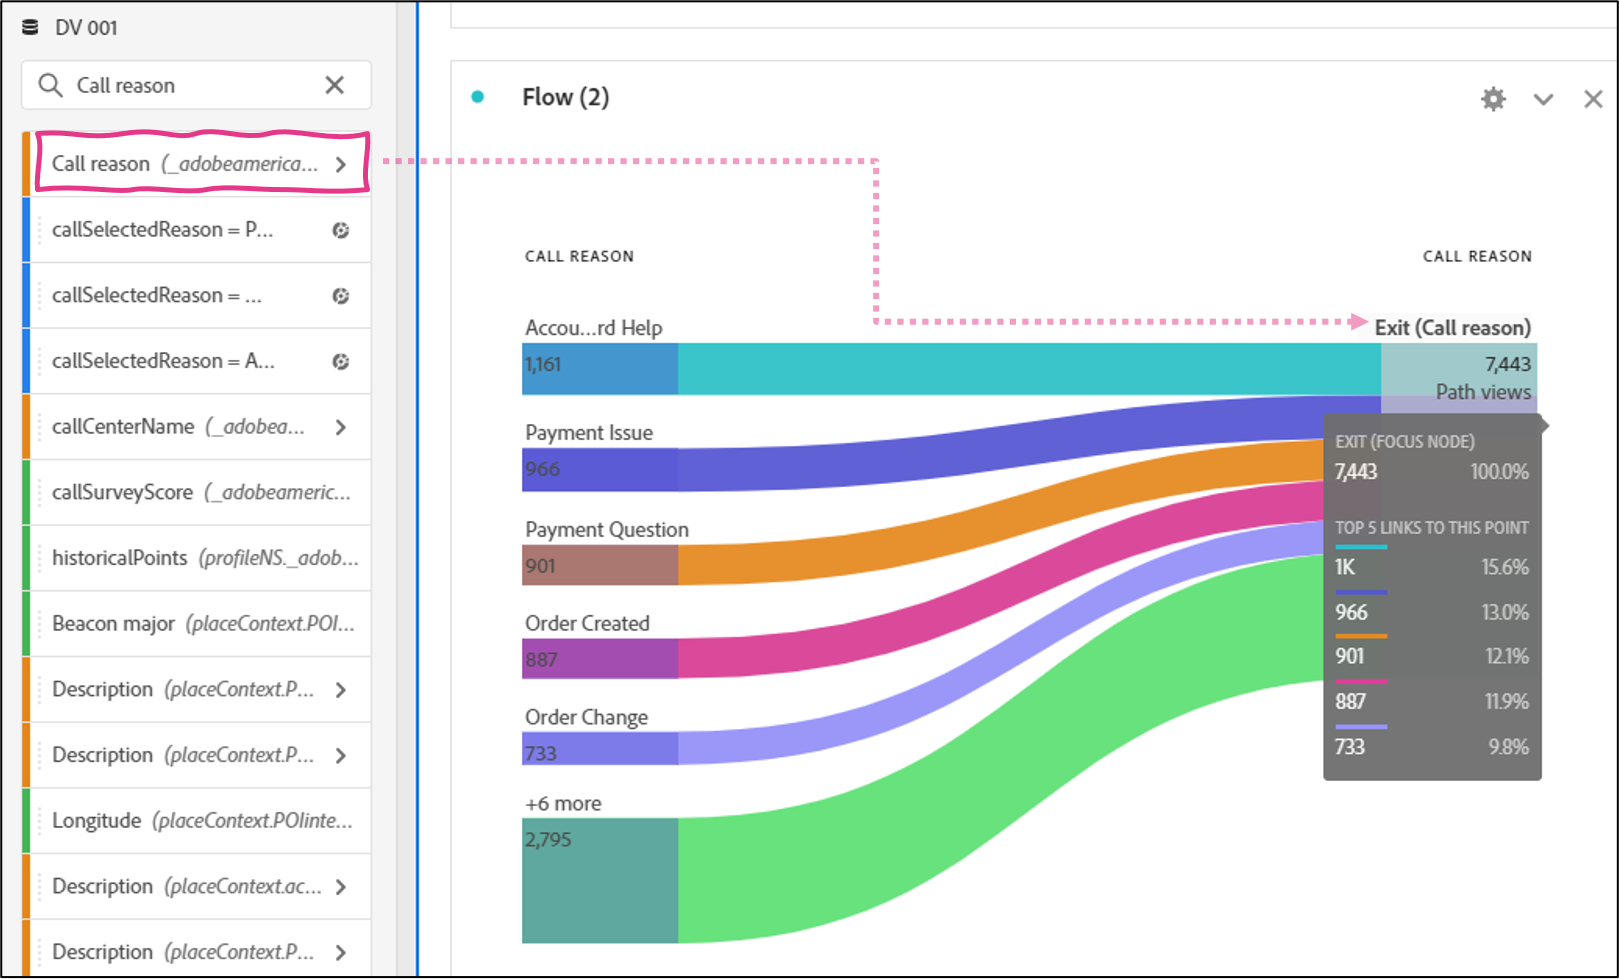 DV 001
Call reason
Call reason (_adobeamerica...
callSelectedReason = P...
callSelectedReason = ...
callSelectedReason = A...
callCenterName (_adobea...
callSurveyScore (_adobeameric...
historicalPoints (profileNS._adob...
Beacon major (placeContext.POI...
Description (placeContext.P...
Description (placeContext.P...
Longitude (placeContext.POIinte...
Description (placeContext.ac...
Description (placeContext.P...
Flow (2)
CALL REASON
CALL REASON
Accou...rd Help
1,161
Payment Issue
966
Payment Question
901
Order Created
887
Order Change
733
+6 more
2,795
Exit (Call reason)
7,443
Path views
EXIT (FOCUS NODE)
7,443 100.0%
TOP 5 LINKS TO THIS POINT
1K 15.6%
966 13.0%
901 12.1%
887 11.9%
733 9.8%